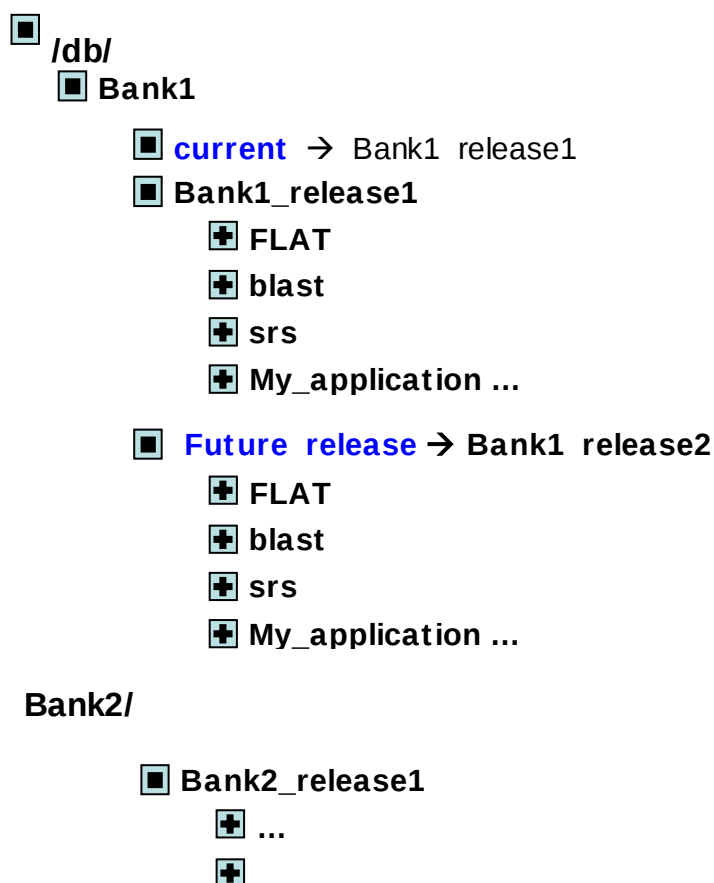 /db/
Bank1
current → Bank1 release1
Bank1_release1
FLAT
blast
srs
My_application ...
Future release → Bank1 release2
FLAT
blast
srs
My_application ...
Bank2/
Bank2_release1
...